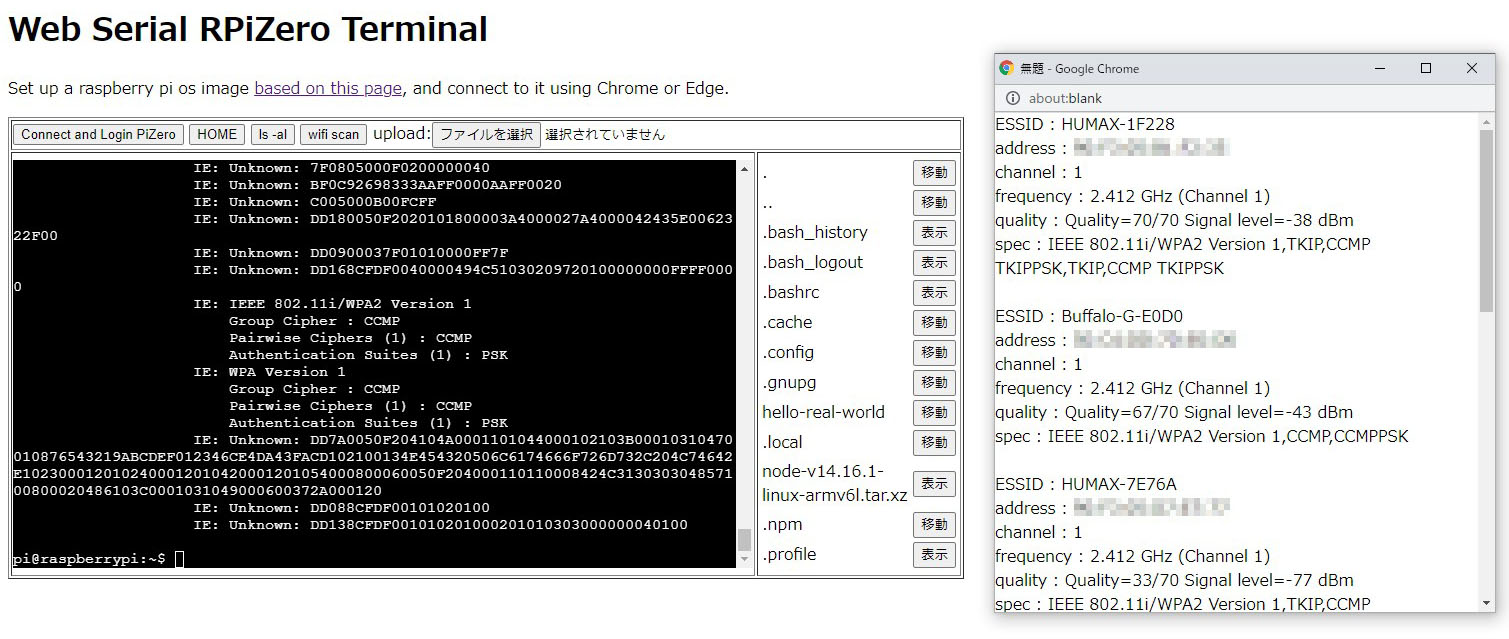 Web Serial RPiZero Terminal
Set up a raspberry pi os image based on this page, and connect to it using Chrome or Edge.
Connect and Login PiZero HOME ls -al wifi scan upload: ファイルを選択 選択されていません
IE: Unknown: 7F0805000F0200000040
IE: Unknown: BF0C92698333AAFF0000AAFF0020
IE: Unknown: C005000B00FCFF
IE: Unknown: DD180050F2020101800003A4000027A4000042435E00623
22F00
IE: Unknown: DD0900037F01010000FF7F
IE: Unknown: DD168CFDF0040000494C51030209720100000000FFFF000
0
IE: IEEE 802.11i/WPA2 Version 1
Group Cipher : CCMP
Pairwise Ciphers (1) : CCMP
Authentication Suites (1) : PSK
IE: WPA Version 1
Group Cipher : CCMP
Pairwise Ciphers (1) : CCMP
Authentication Suites (1) : PSK
IE: Unknown: DD7A0050F204104A0001101044000102103B00010310470
010876543219ABCDEF012346CE4DA43FACD102100134E454320506C6174666F726D732C204C74642
E1023000120102400012010420001201054000800060050F204000110110008424C3130303048571
00800020486103C0001031049000600372A000120
IE: Unknown: DD088CFDF00101020100
IE: Unknown: DD138CFDF001010201000201010303000000040100
pi@raspberrypi:~$
. 移動
.. 移動
.bash_history 表示
.bash_logout 表示
.bashrc 表示
.cache 移動
.config 移動
.gnupg 移動
hello-real-world 移動
.local 移動
node-v14.16.1-
linux-armv6l.tar.xz 表示
.npm 移動
.profile 表示
無題 - Google Chrome
about:blank
ESSID : HUMAX-1F228
address :
channel : 1
frequency : 2.412 GHz (Channel 1)
quality : Quality=70/70 Signal level=-38 dBm
spec : IEEE 802.11i/WPA2 Version 1,TKIP,CCMP
TKIPPSK,TKIP,CCMP TKIPPSK
ESSID : Buffalo-G-E0D0
address :
channel : 1
frequency : 2.412 GHz (Channel 1)
quality : Quality=67/70 Signal level=-43 dBm
spec : IEEE 802.11i/WPA2 Version 1,CCMP,CCMPPSK
ESSID : HUMAX-7E76A
address :
channel : 1
frequency : 2.412 GHz (Channel 1)
quality : Quality=33/70 Signal level=-77 dBm
spec : IEEE 802.11i/WPA2 Version 1,TKIP,CCMP